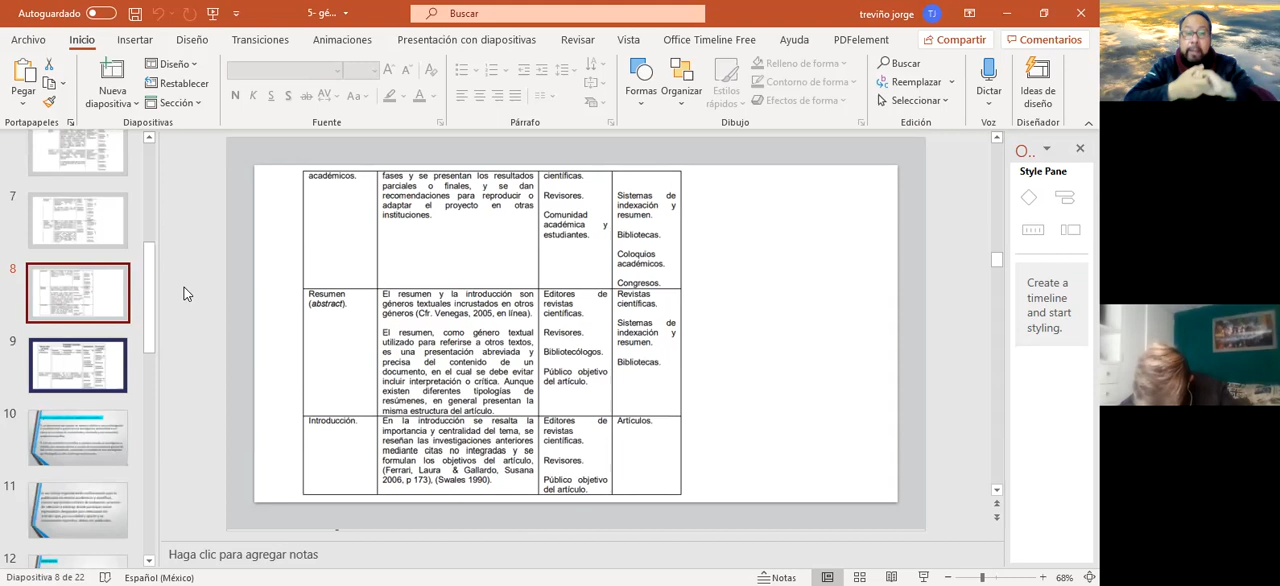 Autoguardado
5- gé...
Buscar
treviño jorge
TJ
Archivo
Inicio
Insertar
Diseño
Transiciones
Animaciones
Presentación con diapositivas
Revisar
Vista
Office Timeline Free
Ayuda
PDFelement
Compartir
Comentarios
Pegar
Nueva
diapositiva
Diseño
Restablecer
Sección
N K S S ab AV Aa
A A
A
Formas
Organizar
Estilos
rápidos
Relleno de forma
Contorno de forma
Efectos de forma
Buscar
Reemplazar
Seleccionar
Dictar
Ideas de
diseño
Portapapeles
Diapositivas
Fuente
Párrafo
Dibujo
Edición
Voz
Diseñador
7
8
9
10
11
12
académicos.
fases y se presentan los resultados
parciales o finales, y se dan
recomendaciones para reproducir o
adaptar el proyecto en otras
instituciones.
científicas.
Revisores.
Comunidad
académica y
estudiantes.
Sistemas de
indexación y
resumen.
Bibliotecas.
Coloquios
académicos.
Congresos.
Resumen
(abstract).
El resumen y la introducción son
géneros textuales incrustados en otros
géneros (Cfr. Venegas, 2005, en línea).
El resumen, como género textual
utilizado para referirse a otros textos,
es una presentación abreviada y
precisa del contenido de un
documento, en el cual se debe evitar
incluir interpretación o crítica. Aunque
existen diferentes tipologías de
resúmenes, en general presentan la
misma estructura del artículo.
Editores de
revistas
científicas.
Revisores.
Bibliotecólogos.
Público objetivo
del artículo.
Revistas
científicas.
Sistemas de
indexación y
resumen.
Bibliotecas.
Introducción.
En la introducción se resalta la
importancia y centralidad del tema, se
reseñan las investigaciones anteriores
mediante citas no integradas y se
formulan los objetivos del artículo,
(Ferrari, Laura & Gallardo, Susana
2006, p 173), (Swales 1990).
Editores de
revistas
científicas.
Revisores.
Público objetivo
del artículo.
Artículos.
O...
Style Pane
Create a
timeline and
start
styling.
Haga clic para agregar notas
Diapositiva 8 de 22
Español (México)
Notas
68%